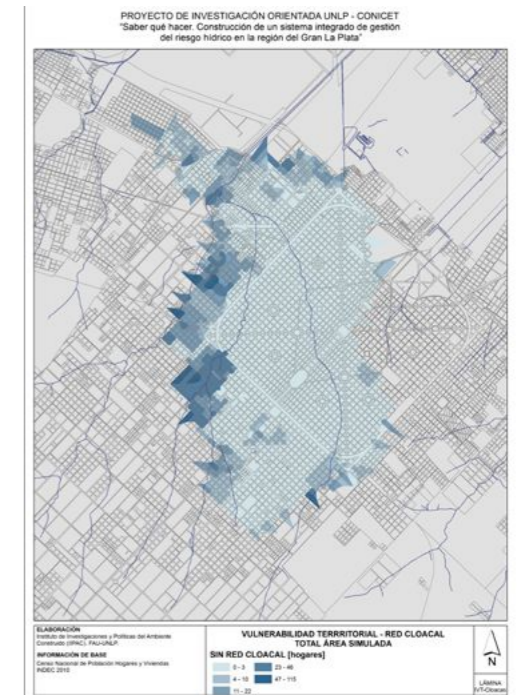 PROYECTO DE INVESTIGACIÓN ORIENTADA UNLP - CONICET
"Saber qué hacer. Construcción de un sistema integrado de gestión
del riesgo hídrico en la región del Gran La Plata"
ELABORACIÓN
Instituto de Investigaciones y Políticas del Ambiente
Construido (IIPAC), FAU-UNLP.
INFORMACIÓN DE BASE
Censo Nacional de Población Hogares y Viviendas
INDEC 2010
VULNERABILIDAD TERRRITORIAL - RED CLOACAL
TOTAL ÁREA SIMULADA
SIN RED CLOACAL [hogares]
0 - 3
4 - 10
11 - 22
23 - 46
47 - 115
N
LÁMINA
IVT-Cloacas